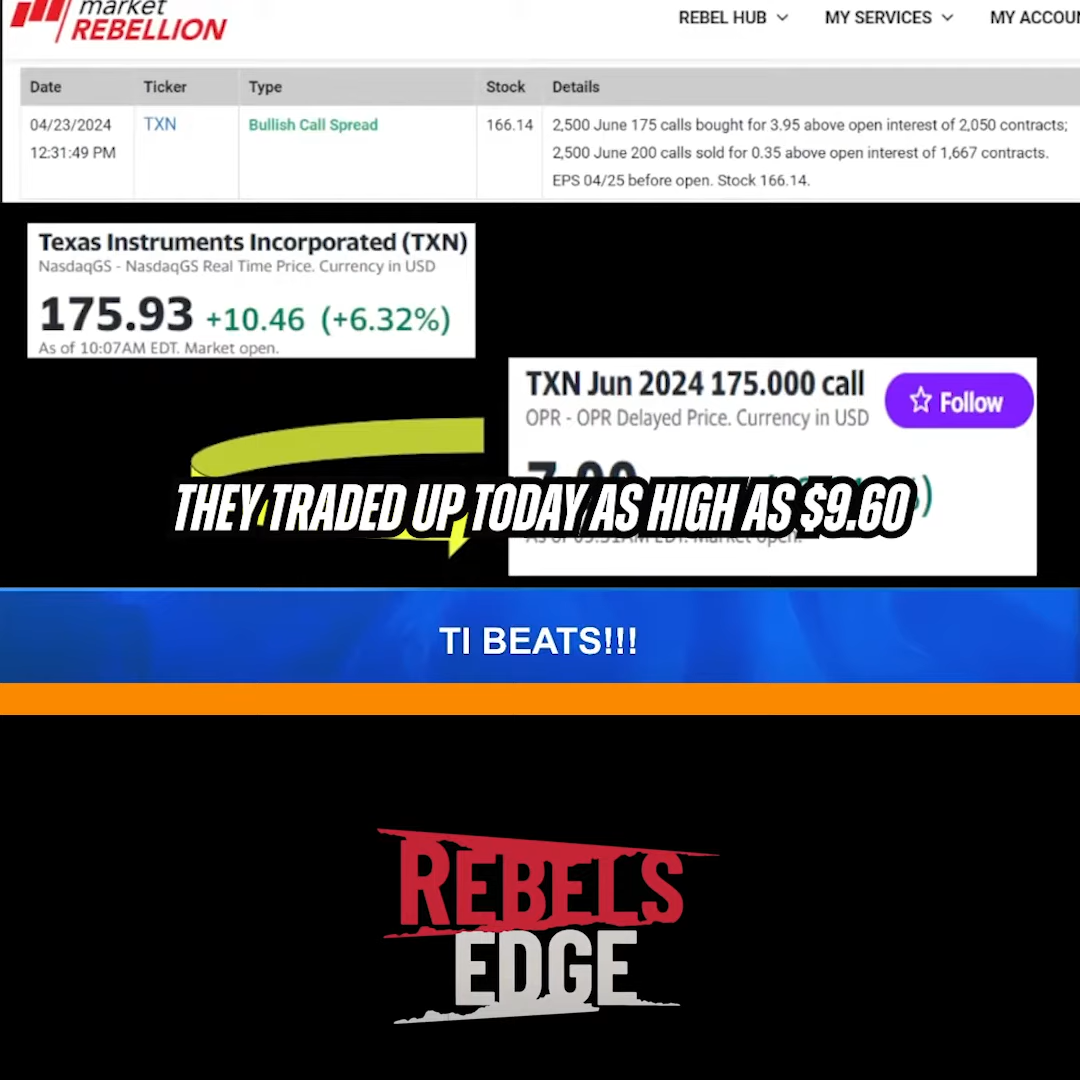 market
REBELLION
REBEL HUB
MY SERVICES
MY ACCOUN
Date Ticker Type Stock Details
04/23/2024 TXN Bullish Call Spread 166.14 2,500 June 175 calls bought for 3.95 above open interest of 2,050 contracts;
12:31:49 PM 2,500 June 200 calls sold for 0.35 above open interest of 1,667 contracts.
EPS 04/25 before open. Stock 166.14.
Texas Instruments Incorporated (TXN)
NasdaqGS - NasdaqGS Real Time Price. Currency in USD
175.93 +10.46 (+6.32%)
As of 10:07AM EDT. Market open.
TXN Jun 2024 175.000 call
OPR - OPR Delayed Price. Currency in USD
Follow
THEY TRADED UP TODAY AS HIGH AS $9.60
TI BEATS!!!
REBELS
EDGE